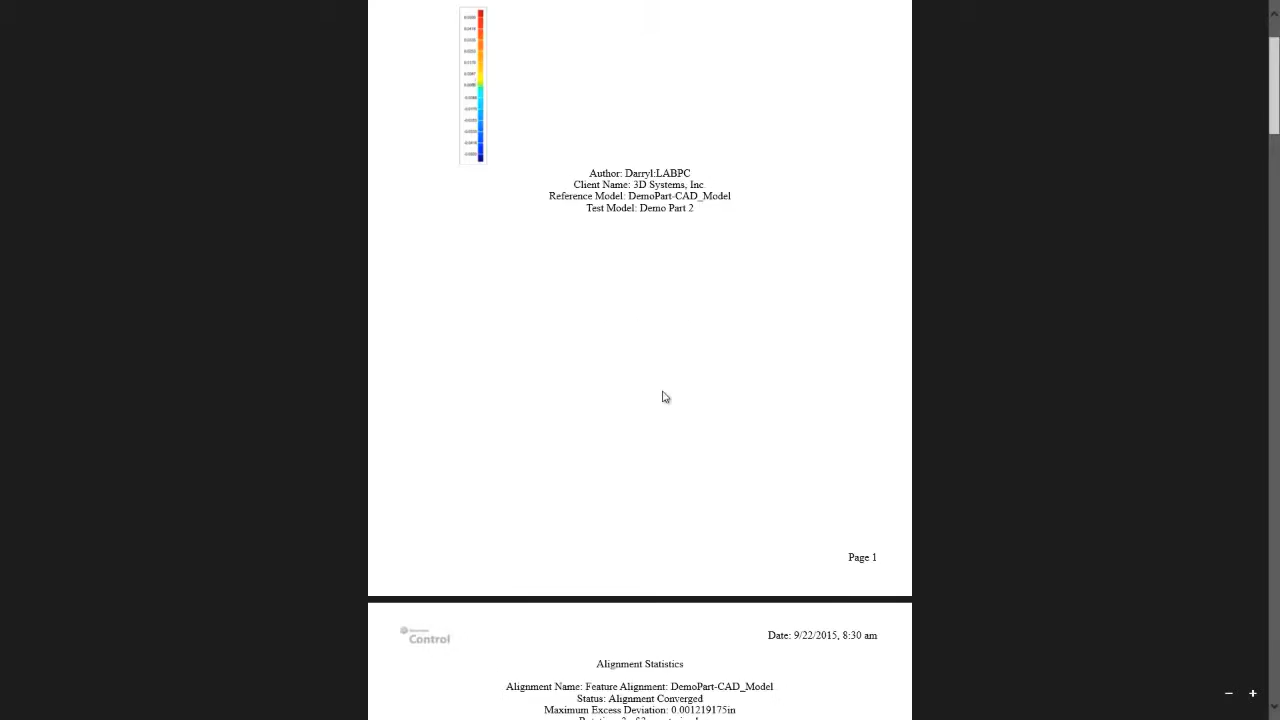 Author: Darryl:LABPC
Client Name: 3D Systems, Inc
Reference Model: DemoPart-CAD_Model
Test Model: Demo Part 2
Page 1
Control
Date: 9/22/2015, 8:30 am
Alignment Statistics
Alignment Name: Feature Alignment: DemoPart-CAD_Model
Status: Alignment Converged
Maximum Excess Deviation: 0.001219175in